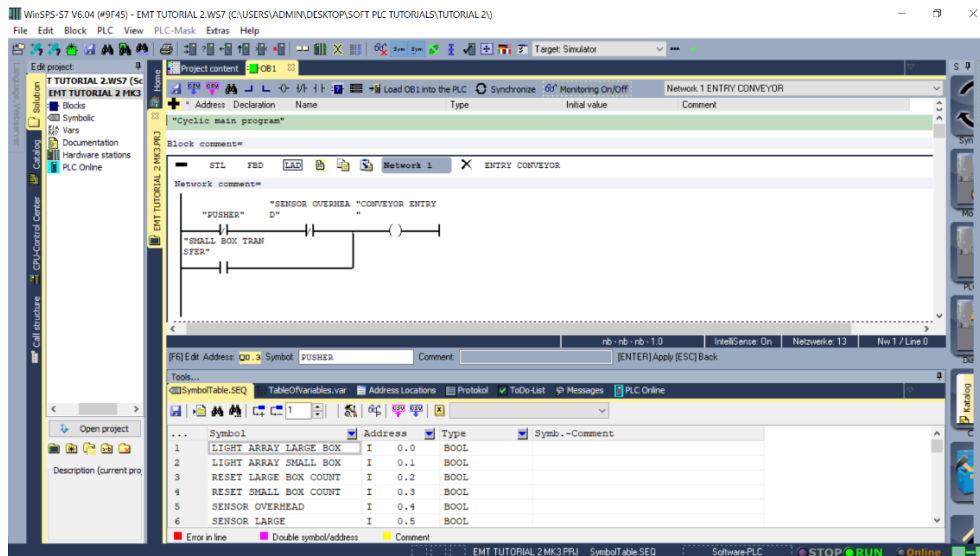 WinSPS-S7 V6.04 (#9F45) - EMT TUTORIAL 2.WS7 (C:\USERS\ADMIN\DESKTOP\SOFT PLC TUTORIALS\TUTORIAL 2\)
File Edit Block PLC View PLC-Mask Extras Help
Target: Simulator
Edit project:
Project content OB1
T TUTORIAL 2.WS7 (Sc
EMT TUTORIAL 2 MK3
Blocks
Symbolic
Vars
Documentation
Hardware stations
PLC Online
Language: Webserver
Solution
Catalog
CPU-Control Center
Call structure
Home
EMT TUTORIAL 2 MK3.PRJ
Load OB1 into the PLC Synchronize Monitoring On/Off Network 1 ENTRY CONVEYOR
* Address Declaration Name Type Initial value Comment
"Cyclic main program"
Block comment=
STL FBD LAD Network 1 ENTRY CONVEYOR
Network comment=
"SENSOR OVERHEA "CONVEYOR ENTRY
"PUSHER" D" "
"SMALL BOX TRAN
SFER"
nb - nb - nb - 1.0 IntelliSense: On Netzwerke: 13 Nw 1 / Line 0
[F6] Edit Address: Q0.3 Symbol: PUSHER Comment: [ENTER] Apply [ESC] Back
Tools...
SymbolTable.SEQ TableOfVariables.var Address Locations Protokol ToDo-List Messages PLC Online
1
... Symbol Address Type Symb.-Comment
1 LIGHT ARRAY LARGE BOX I 0.0 BOOL
2 LIGHT ARRAY SMALL BOX I 0.1 BOOL
3 RESET LARGE BOX COUNT I 0.2 BOOL
4 RESET SMALL BOX COUNT I 0.3 BOOL
5 SENSOR OVERHEAD I 0.4 BOOL
6 SENSOR LARGE I 0.5 BOOL
Error in line Double symbol/address Comment
Open project
Description (current pro
S
Syn
Mo
PLC
Dia
Katalog
C
EMT TUTORIAL 2 MK3.PRJ SymbolTable.SEQ Software-PLC STOP RUN Online